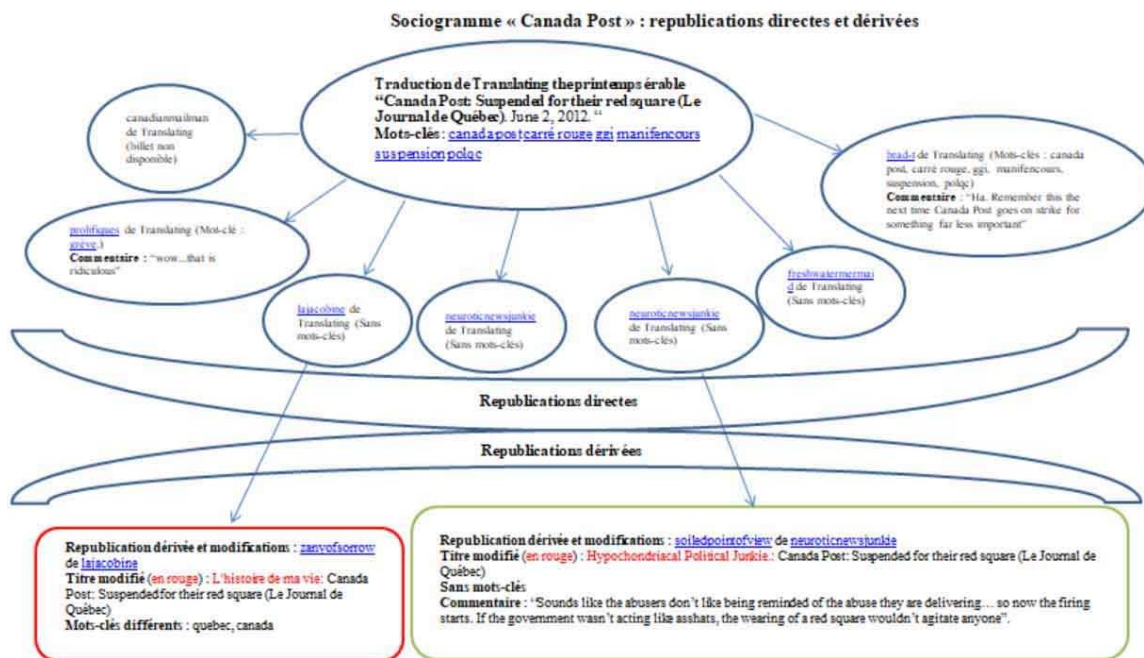 Sociogramme « Canada Post » : republications directes et dérivées
Traduction de Translating the printemps érable
“Canada Post: Suspended for their red square (Le
Journal de Québec). June 2, 2012. “
Mots-clés : canada post carré rouge ggi manifencours
suspension polqc
canadianmailman
de Translating
(billet non
disponible)
brad-t de Translating (Mots-clés : canada
post, carré rouge, ggi, manifencours,
suspension, polqc)
Commentaire : “Ha. Remember this the
next time Canada Post goes on strike for
something far less important”
prolifiques de Translating (Mot-clé :
grève.)
Commentaire : “wow...that is
ridiculous”
lajacobine de
Translating (Sans
mots-clés)
neuroticnewsjunkie
de Translating
(Sans mots-clés)
neuroticnewsjunkie
de Translating (Sans
mots-clés)
freshwatermermai
d de Translating
(Sans mots-clés)
Republications directes
Republications dérivées
Republication dérivée et modifications : zanyofsorrow
de lajacobine
Titre modifié (en rouge) : L’histoire de ma vie: Canada
Post: Suspended for their red square (Le Journal de
Québec)
Mots-clés différents : quebec, canada
Republication dérivée et modifications : soiledpointofview de neuroticnewsjunkie
Titre modifié (en rouge) : Hypochondriacal Political Junkie.: Canada Post: Suspended for their red square (Le Journal de
Québec)
Sans mots-clés
Commentaire : “Sounds like the abusers don’t like being reminded of the abuse they are delivering… so now the firing
starts. If the government wasn’t acting like asshats, the wearing of a red square wouldn’t agitate anyone”.